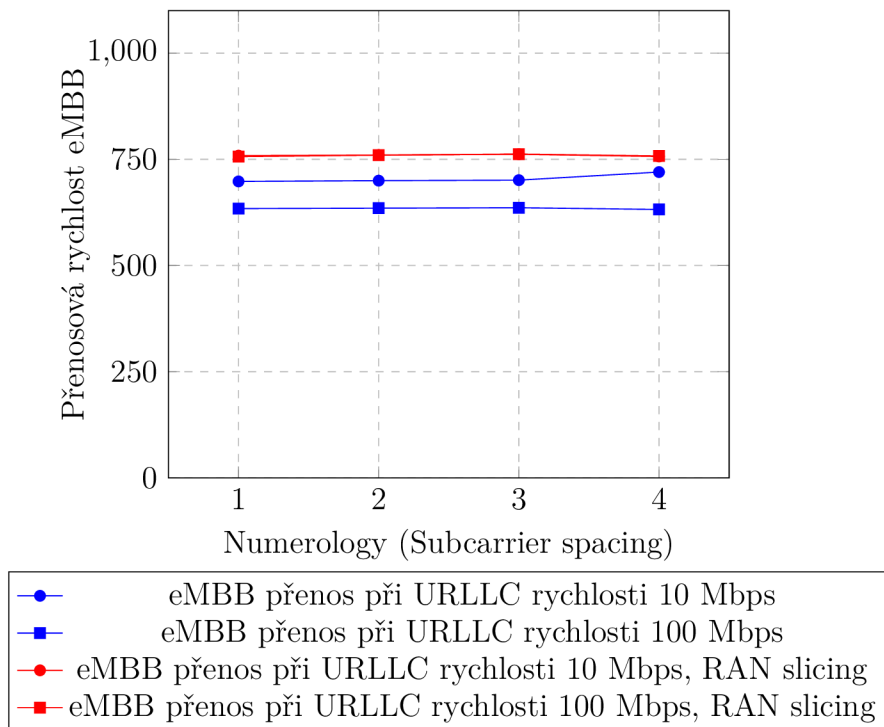 1,000
750
500
250
0
Přenosová rychlost eMBB
1 2 3 4
Numerology (Subcarrier spacing)
eMBB přenos při URLLC rychlosti 10 Mbps
eMBB přenos při URLLC rychlosti 100 Mbps
eMBB přenos při URLLC rychlosti 10 Mbps, RAN slicing
eMBB přenos při URLLC rychlosti 100 Mbps, RAN slicing